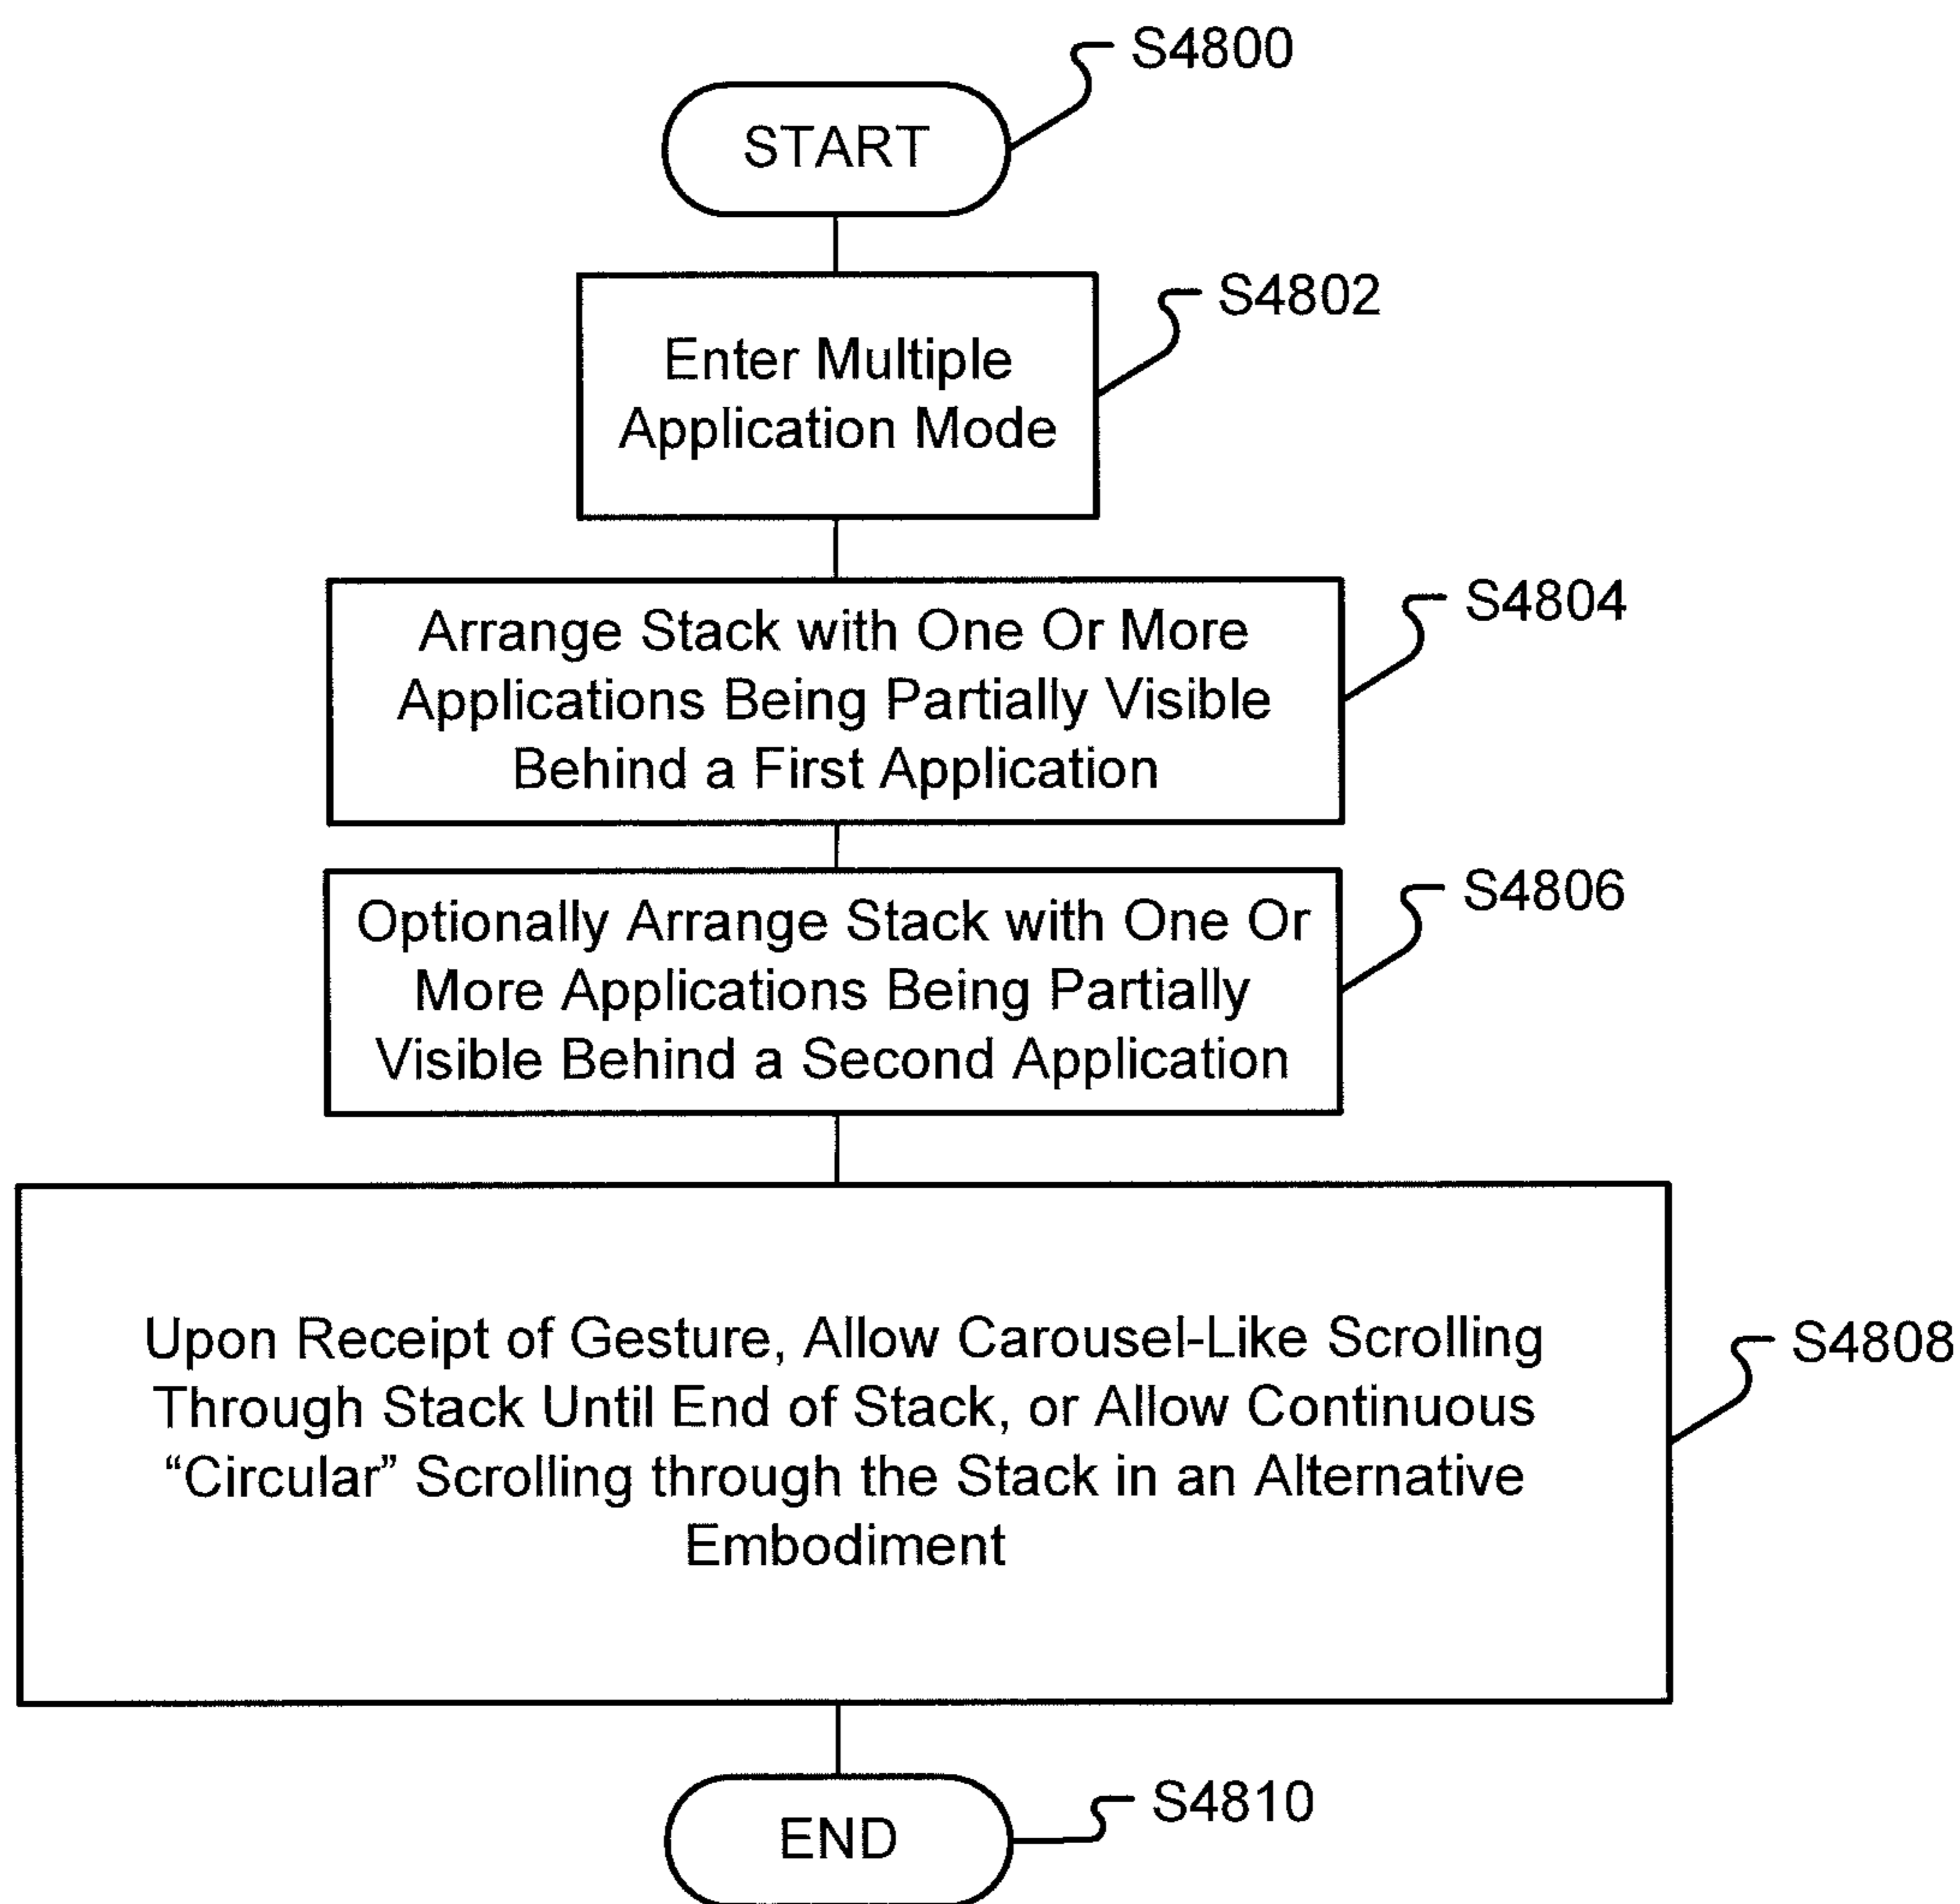 S4800
START
S4802
Enter Multiple
Application Mode
S4804
Arrange Stack with One Or More
Applications Being Partially Visible
Behind a First Application
S4806
Optionally Arrange Stack with One Or
More Applications Being Partially
Visible Behind a Second Application
S4808
Upon Receipt of Gesture, Allow Carousel-Like Scrolling
Through Stack Until End of Stack, or Allow Continuous
“Circular” Scrolling through the Stack in an Alternative
Embodiment
S4810
END